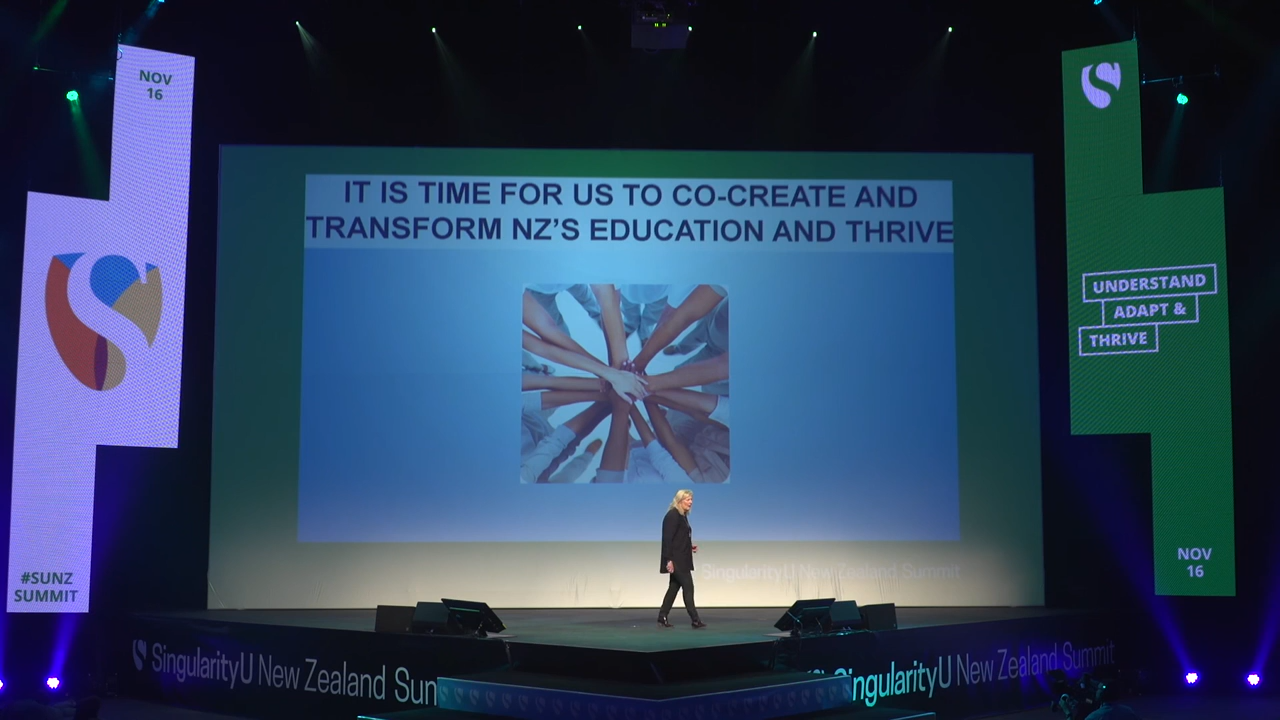 NOV
16
IT IS TIME FOR US TO CO-CREATE AND
TRANSFORM NZ'S EDUCATION AND THRIVE
UNDERSTAND
ADAPT &
THRIVE
#SUNZ
SUMMIT
SingularityU New Zealand Summit
NOV
16
SingularityU New Zealand Sum
SingularityU New Zealand Summit